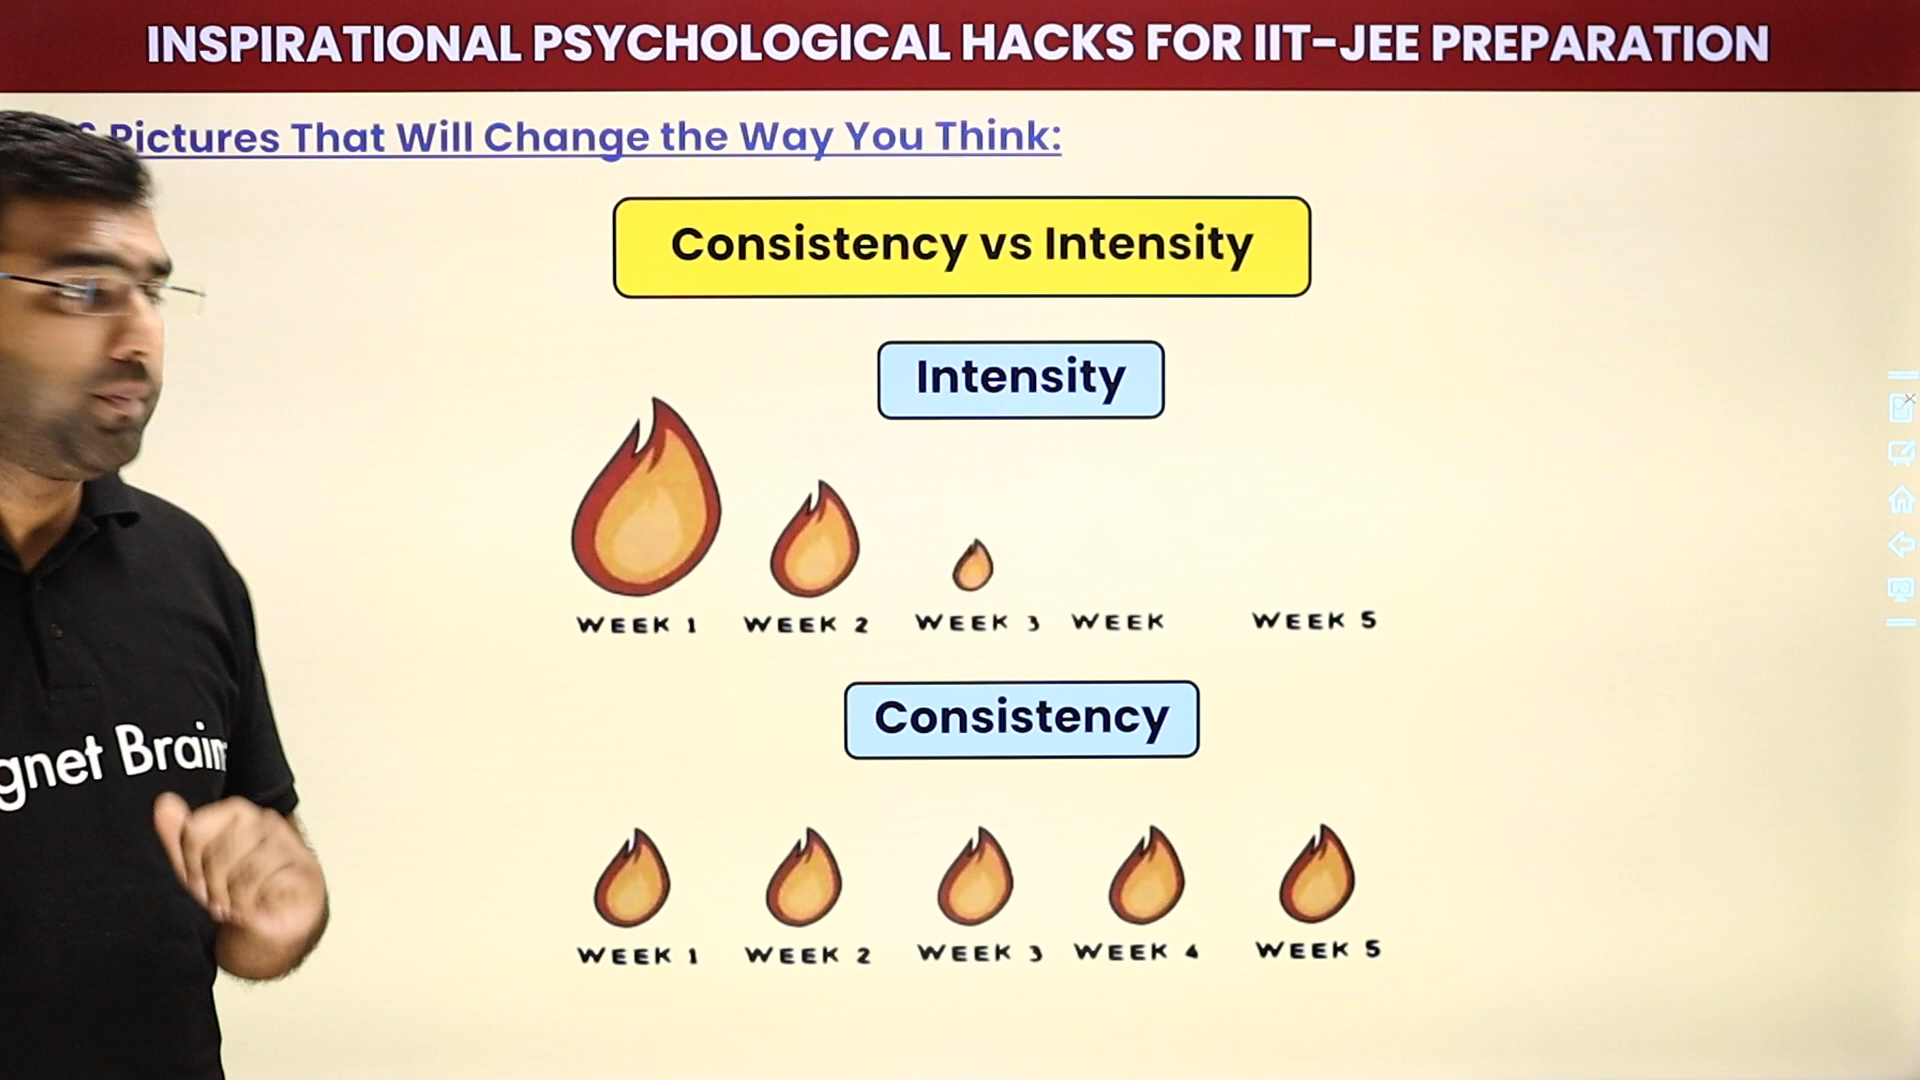 INSPIRATIONAL PSYCHOLOGICAL HACKS FOR IIT-JEE PREPARATION
Pictures That Will Change the Way You Think:
Consistency vs Intensity
Intensity
WEEK 1 WEEK 2 WEEK 3 WEEK WEEK 5
Consistency
WEEK 1 WEEK 2 WEEK 3 WEEK 4 WEEK 5
gnet Brain